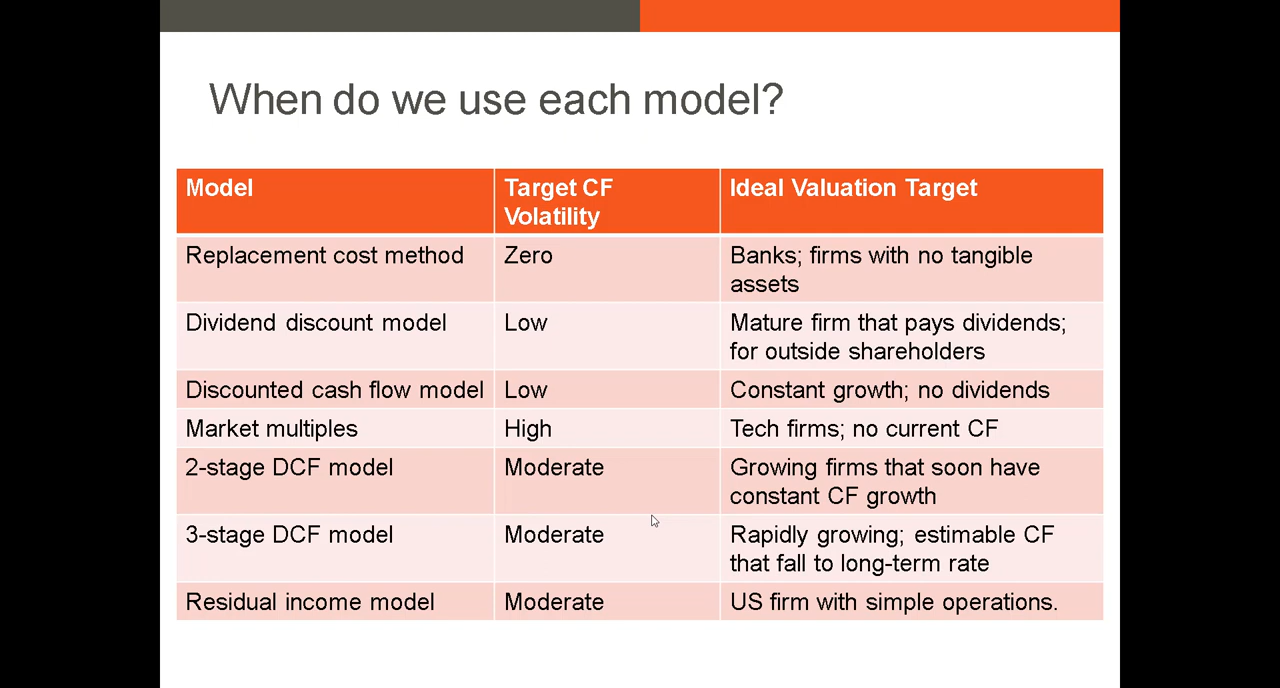 When do we use each model?
Model
Target CF
Volatility
Ideal Valuation Target
Replacement cost method
Zero
Banks; firms with no tangible
assets
Dividend discount model
Low
Mature firm that pays dividends;
for outside shareholders
Discounted cash flow model
Low
Constant growth; no dividends
Market multiples
High
Tech firms; no current CF
2-stage DCF model
Moderate
Growing firms that soon have
constant CF growth
3-stage DCF model
Moderate
Rapidly growing; estimable CF
that fall to long-term rate
Residual income model
Moderate
US firm with simple operations.